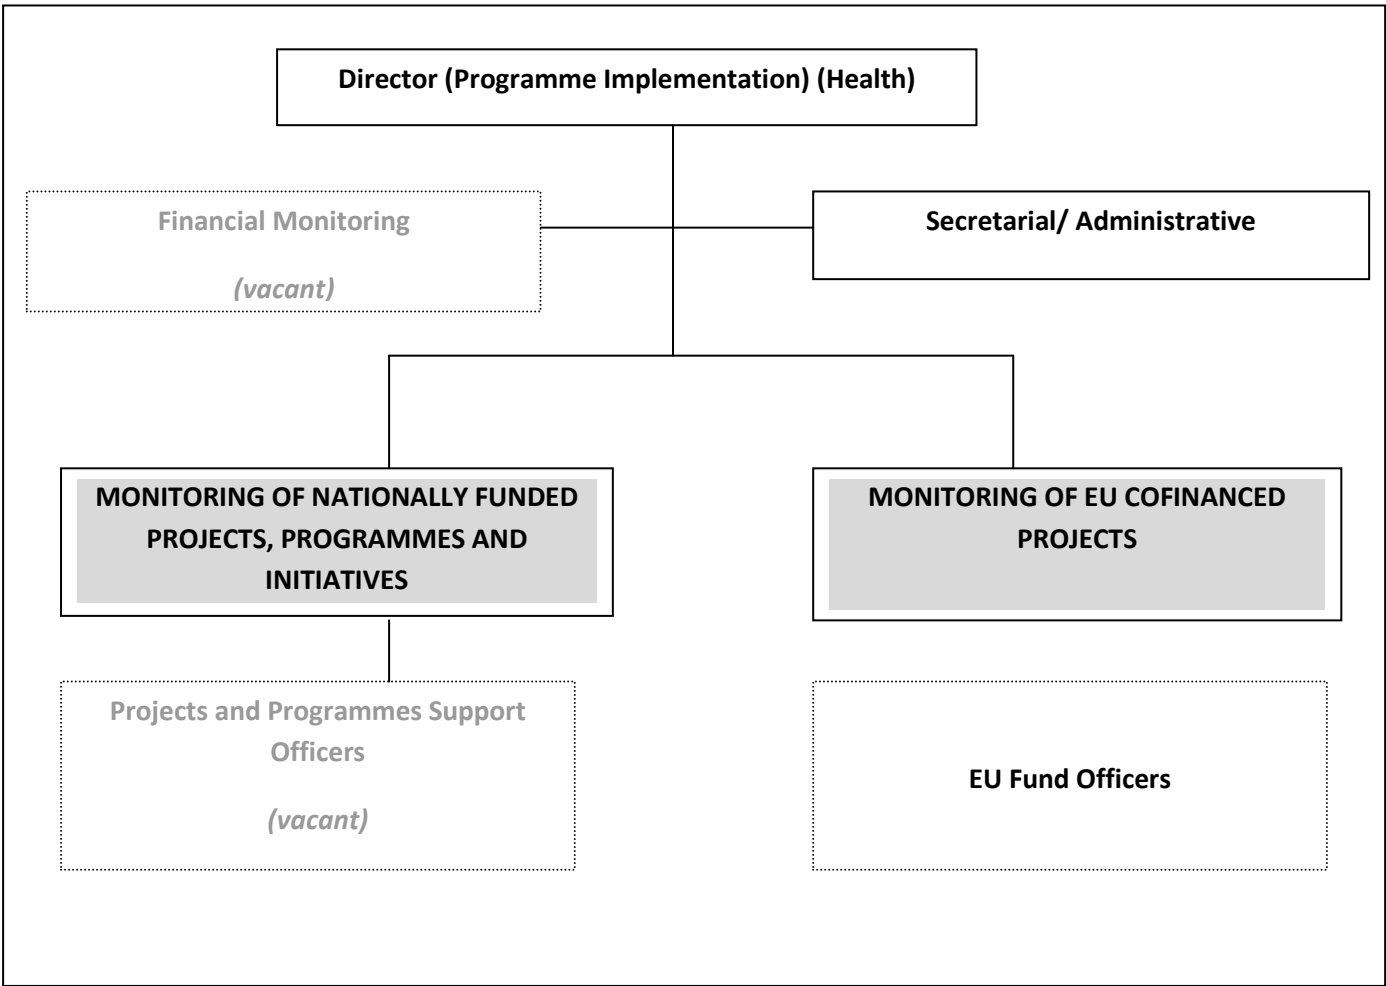 Director (Programme Implementation) (Health)
Financial Monitoring
(vacant)
Secretarial/ Administrative
MONITORING OF NATIONALLY FUNDED
PROJECTS, PROGRAMMES AND
INITIATIVES
MONITORING OF EU COFINANCED
PROJECTS
Projects and Programmes Support
Officers
(vacant)
EU Fund Officers